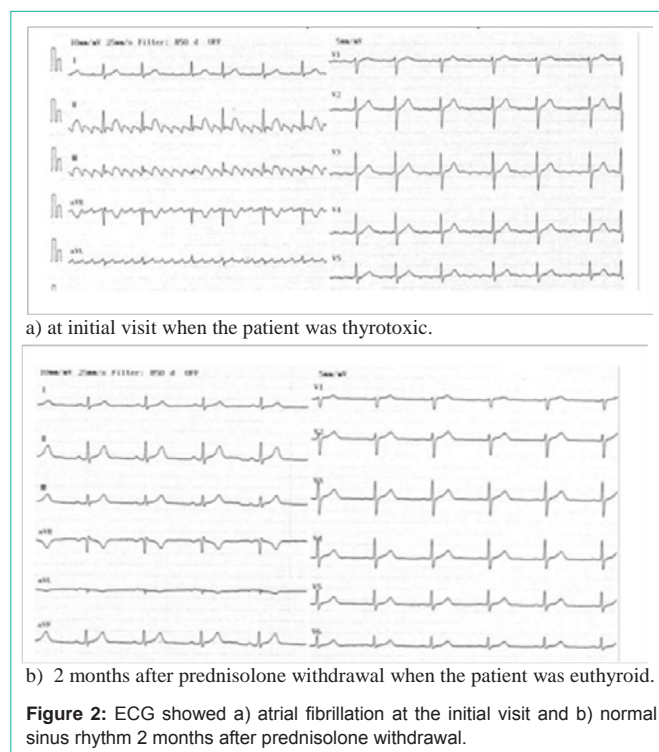 10mm/mV 25mm/s Filter: H50 d OFF
5mm/mV
I
II
III
aVR
aVL
V1
V2
V3
V4
V5
a) at initial visit when the patient was thyrotoxic.
10mm/mV 25mm/s Filter: H50 d OFF
5mm/mV
I
II
III
aVR
aVL
aVF
V1
V2
V3
V4
V5
V6
b) 2 months after prednisolone withdrawal when the patient was euthyroid.
Figure 2: ECG showed a) atrial fibrillation at the initial visit and b) normal
sinus rhythm 2 months after prednisolone withdrawal.